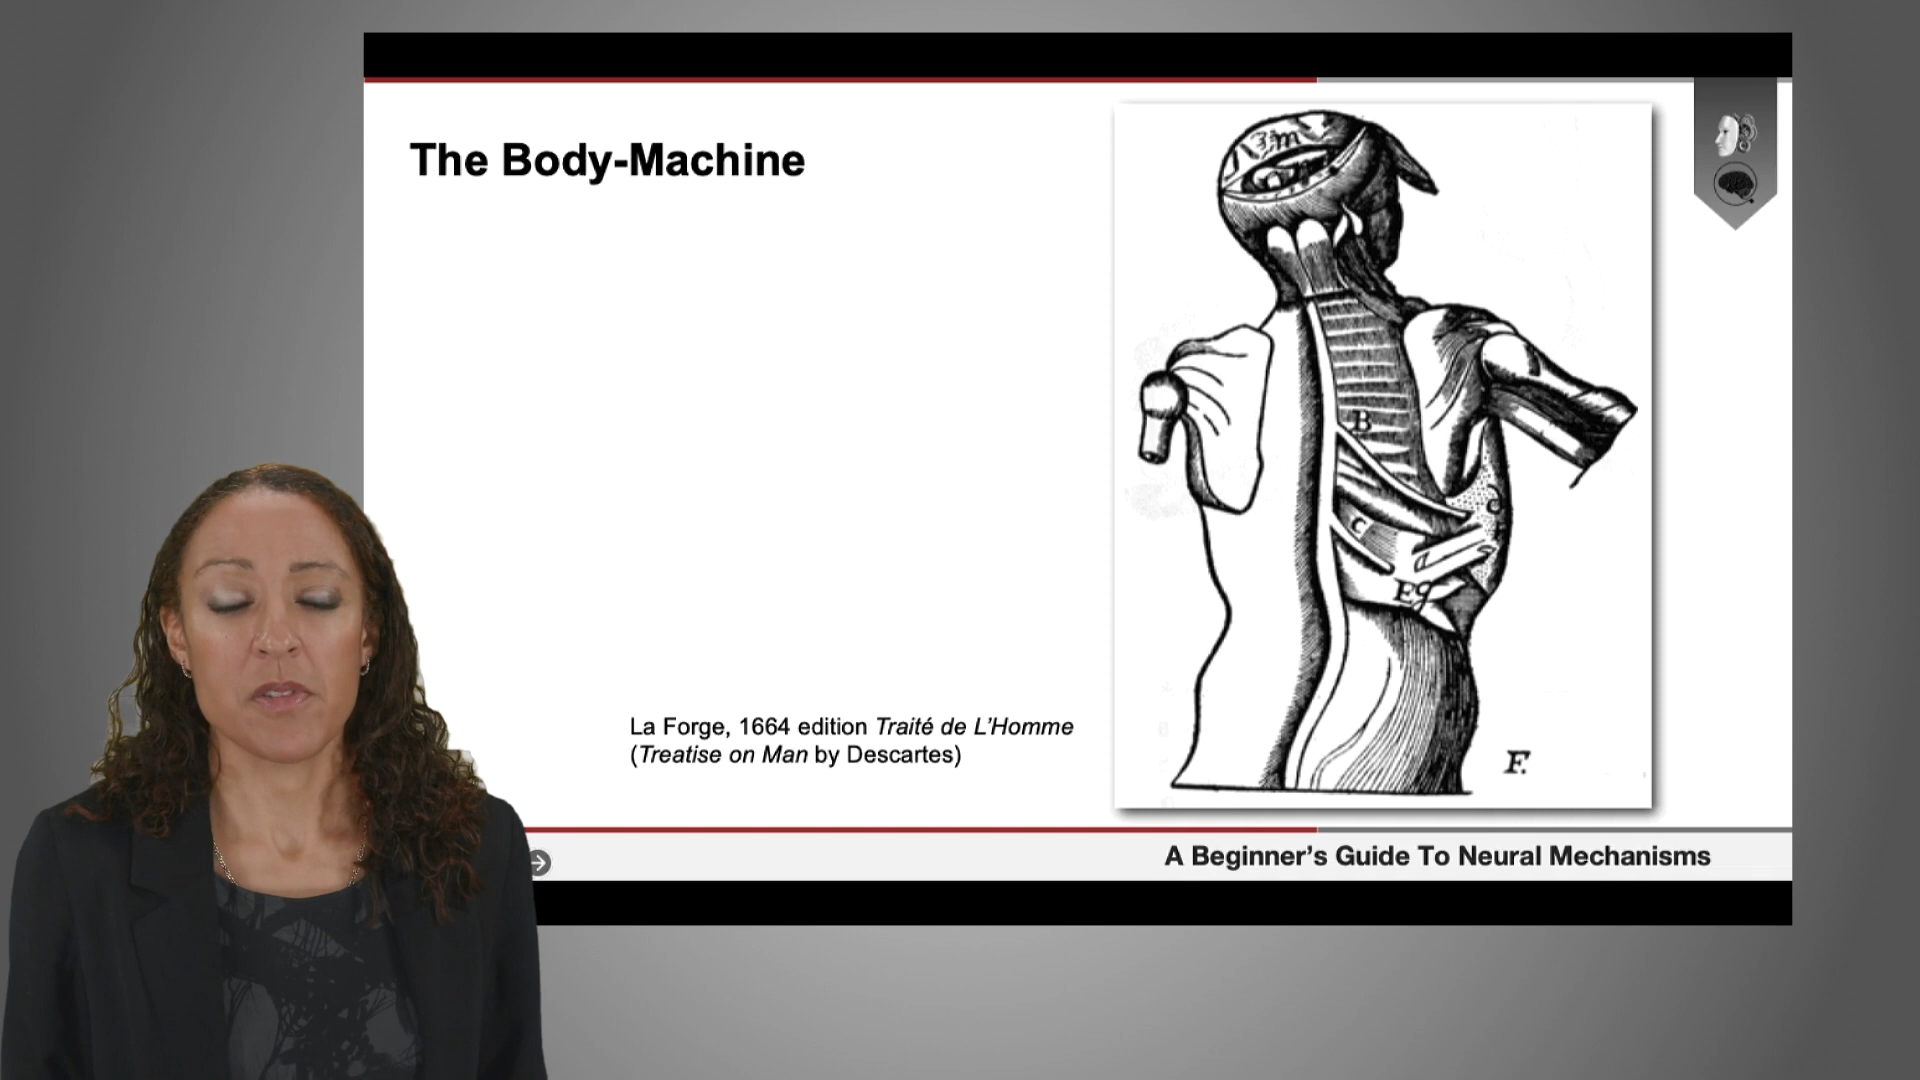 The Body-Machine
B
C
d
E g
F.
La Forge, 1664 edition Traité de L'Homme
(Treatise on Man by Descartes)
A Beginner's Guide To Neural Mechanisms